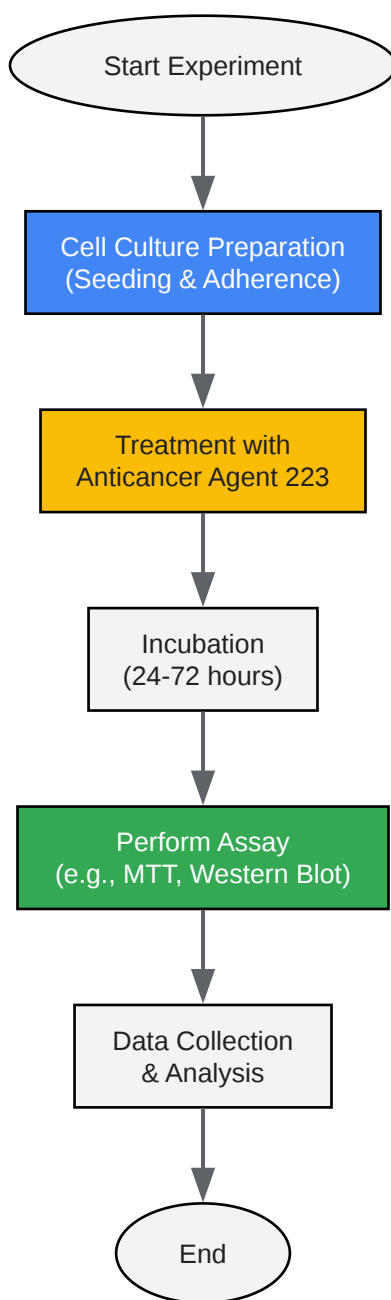 Start Experiment
Cell Culture Preparation
(Seeding & Adherence)
Treatment with
Anticancer Agent 223
Incubation
(24-72 hours)
Perform Assay
(e.g., MTT, Western Blot)
Data Collection
& Analysis
End